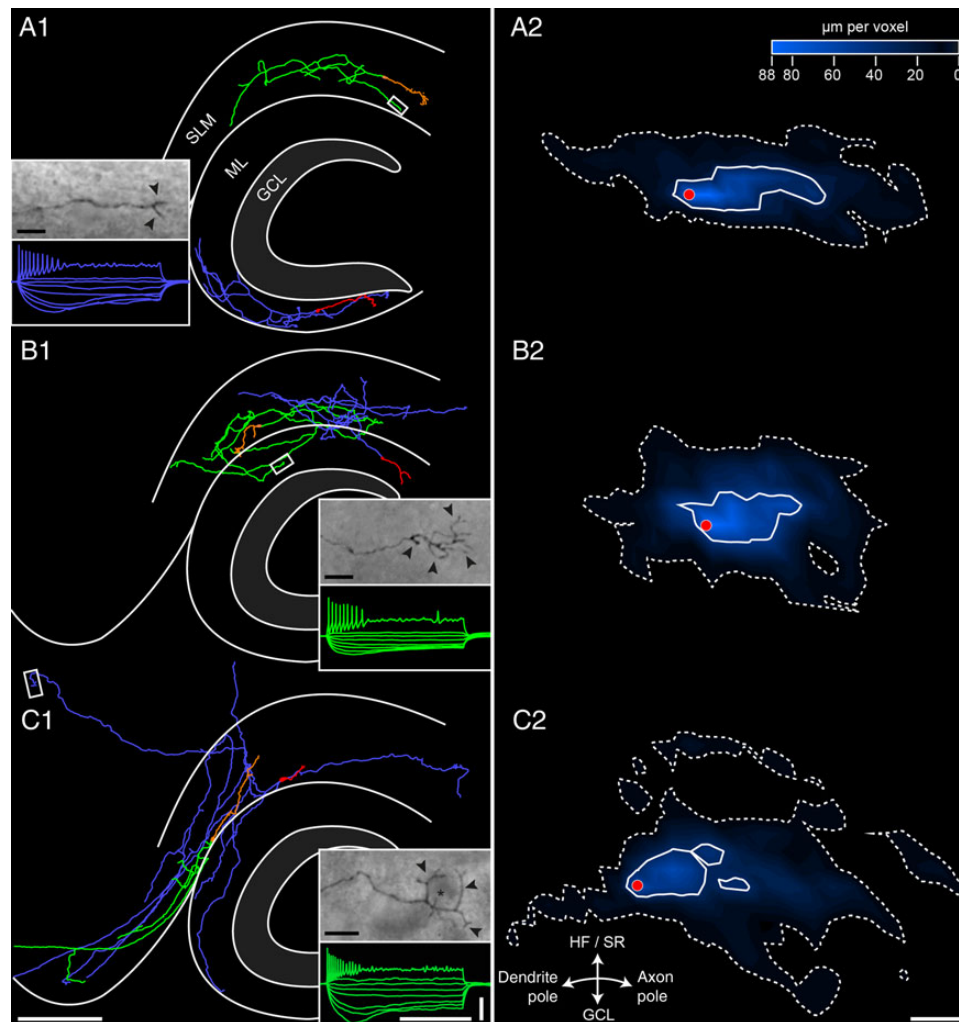 A1
SLM
ML
GCL
A2
µm per voxel
88 80 60 40 20 0
B1
B2
C1
*
C2
HF / SR
Dendrite pole
Axon pole
GCL